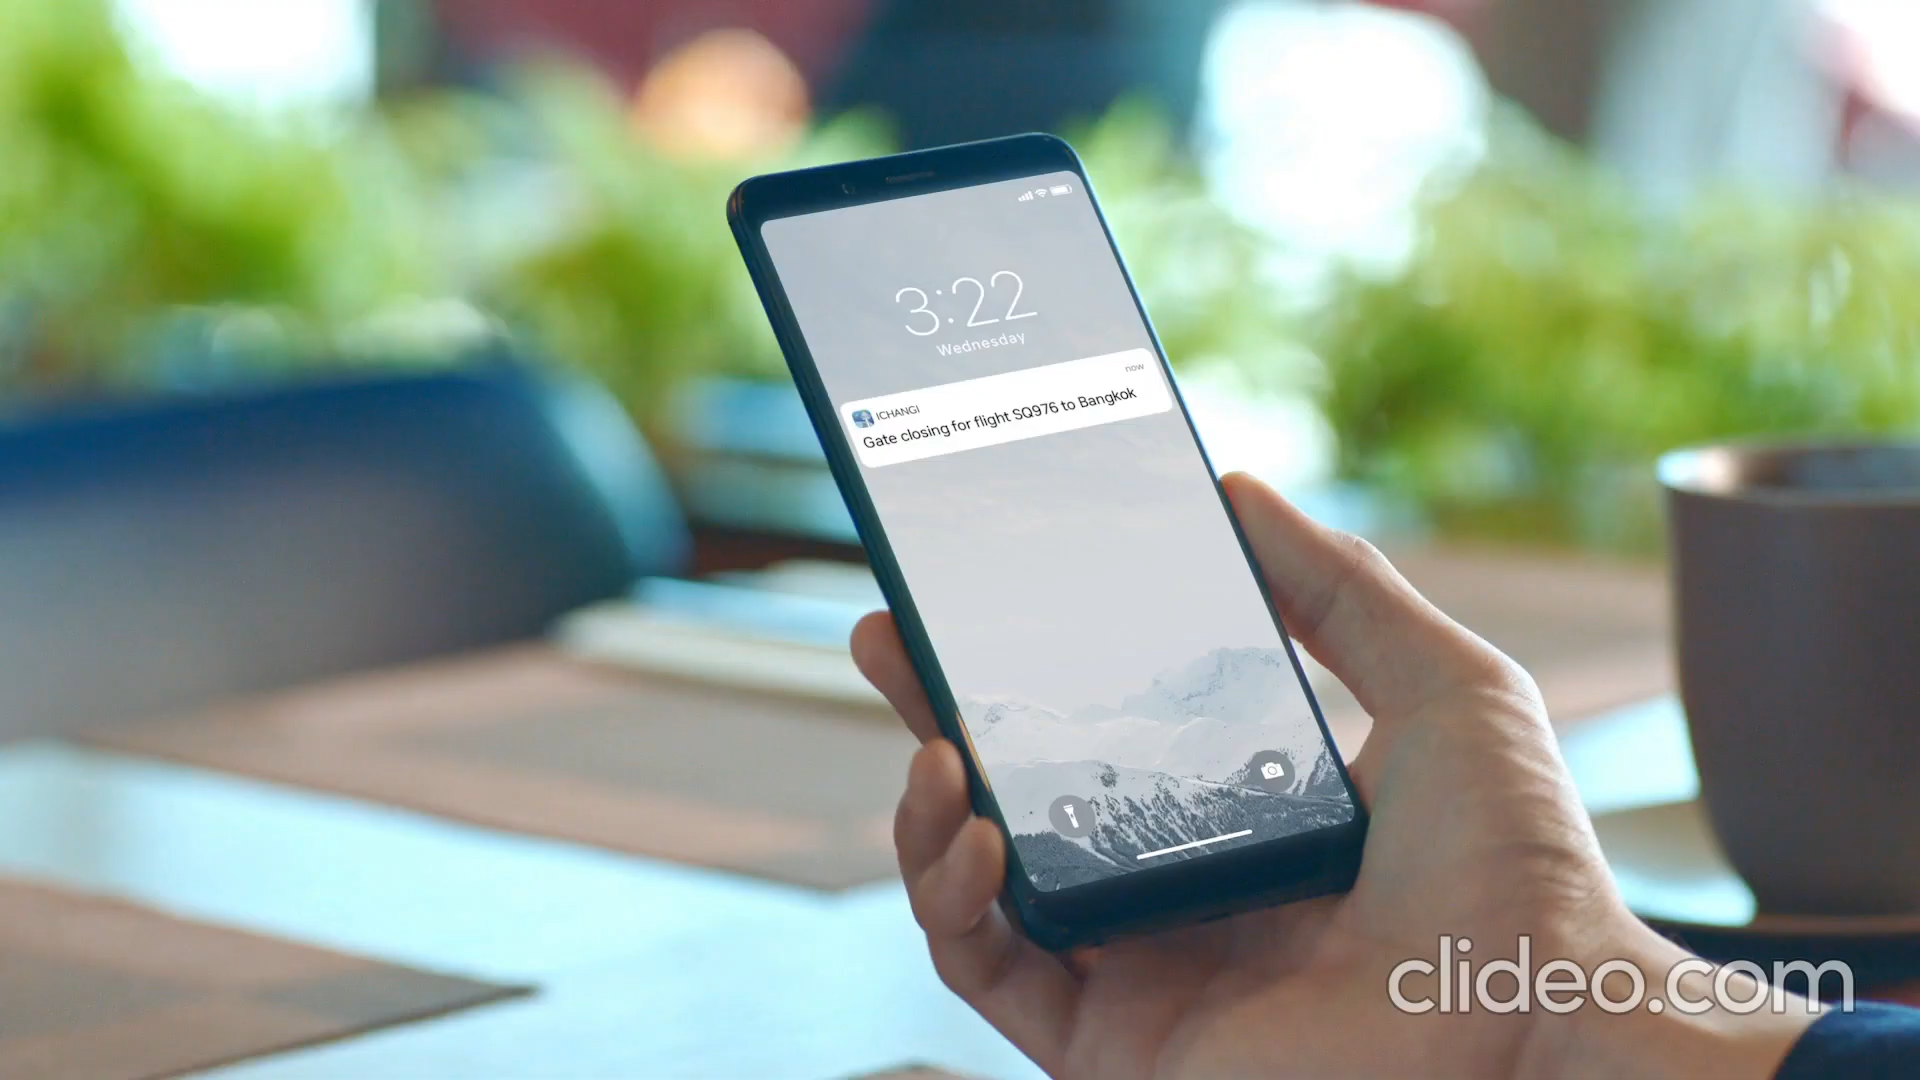 3:22
Wednesday
now
ICHANGI
Gate closing for flight SQ976 to Bangkok
clideo.com